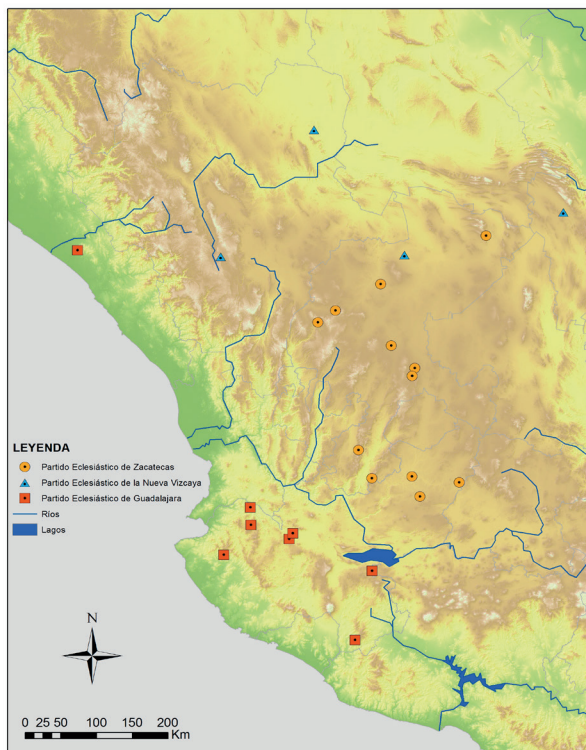 LEYENDA
Partido Eclesiástico de Zacatecas
Partido Eclesiástico de la Nueva Vizcaya
Partido Eclesiástico de Guadalajara
Ríos
Lagos
N
0 25 50 100 150 200
Km